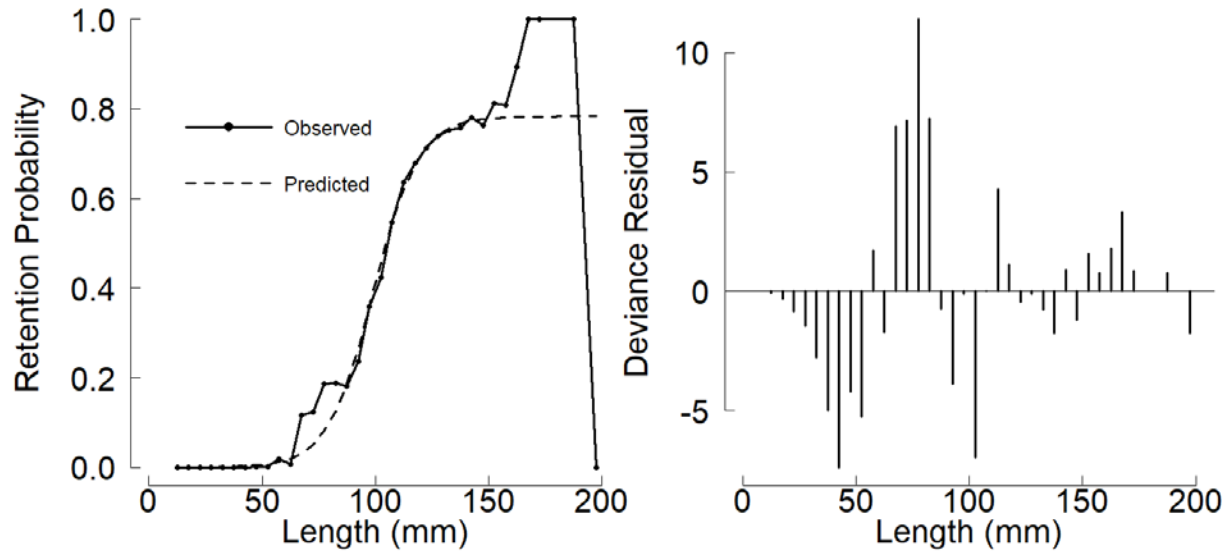 1.0
0.8
0.6
0.4
0.2
0.0
Retention Probability
Observed
Predicted
0 50 100 150 200
Length (mm)
10
5
0
-5
Deviance Residual
0 50 100 150 200
Length (mm)